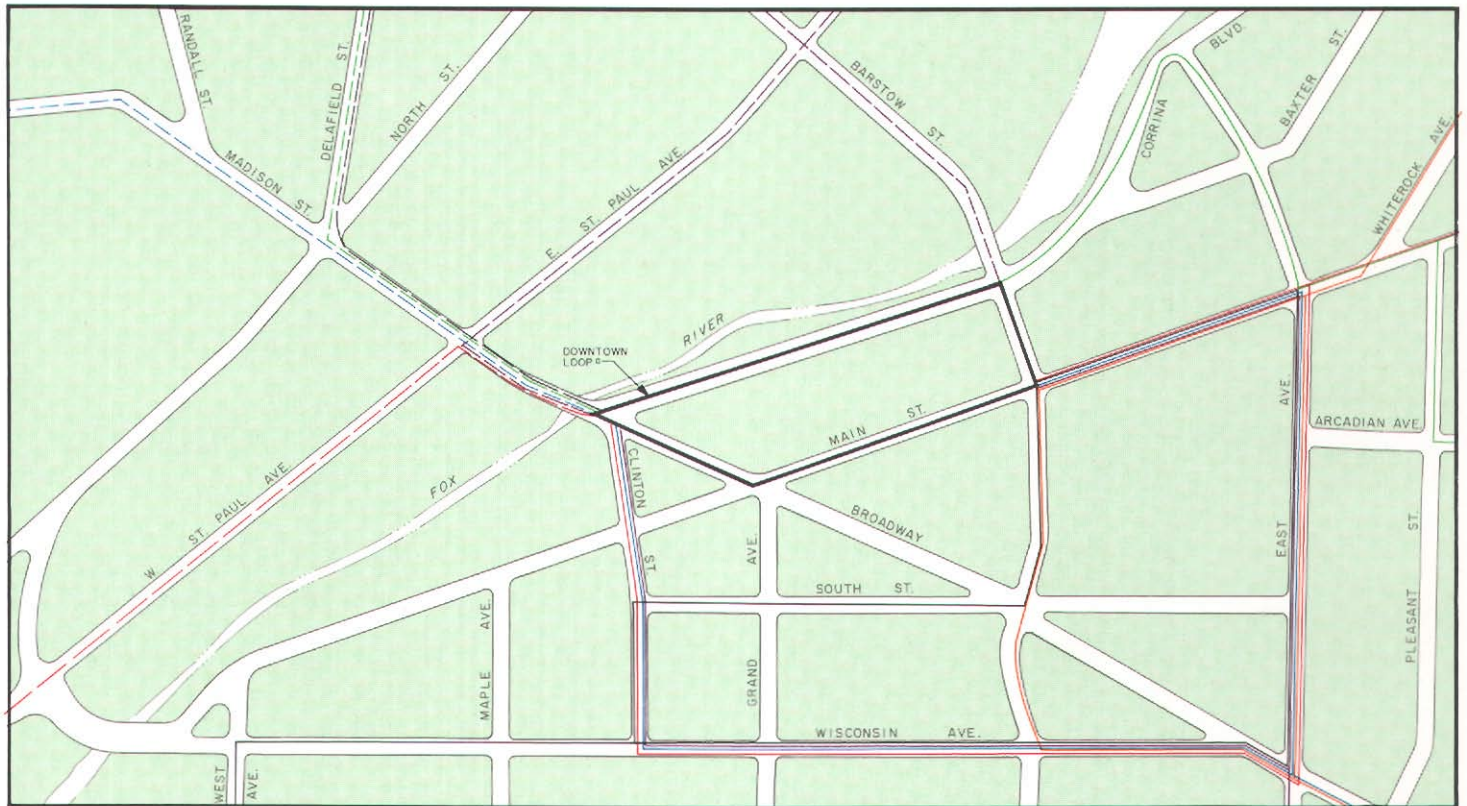 RANDALL ST.
DELAFIELD ST.
NORTH ST.
MADISON ST.
E. ST. PAUL AVE.
BARSTOW ST.
BLVD.
CORRINA
BAXTER ST.
WHITEROCK AVE.
RIVER
DOWNTOWN
LOOP
MAIN ST.
W ST PAUL AVE
FOX
CLINTON ST
BROADWAY
EAST AVE.
ARCADIAN AVE.
GRAND AVE.
SOUTH ST.
MAPLE AVE.
PLEASANT ST.
WISCONSIN AVE.
WEST AVE.